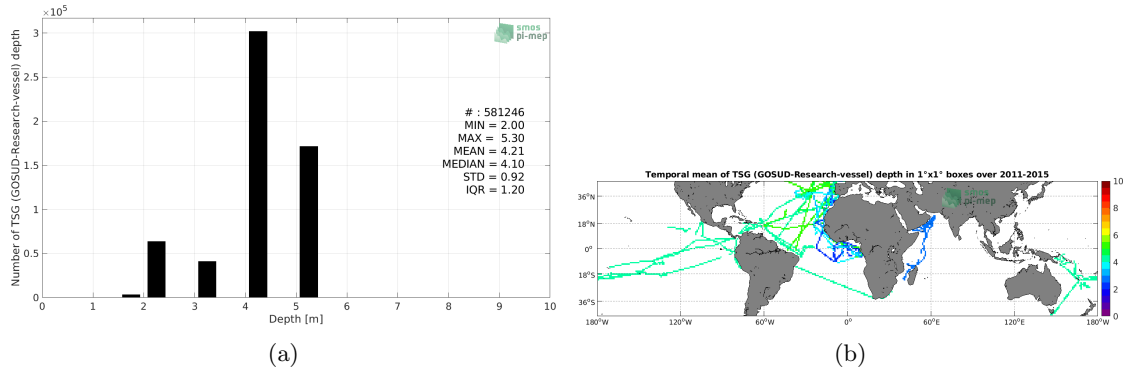 ×10⁵
3
2.5
2
1.5
1
0.5
0
Number of TSG (GOSUD-Research-vessel) depth
smos
pi-mep
# : 581246
MIN = 2.00
MAX = 5.30
MEAN = 4.21
MEDIAN = 4.10
STD = 0.92
IQR = 1.20
0 1 2 3 4 5 6 7 8 9 10
Depth [m]
(a)
Temporal mean of TSG (GOSUD-Research-vessel) depth in 1°x1° boxes over 2011-2015
smos
pi-mep
36°N
18°N
0°
18°S
36°S
180°W 120°W 60°W 0° 60°E 120°E 180°W
10
8
6
4
2
0
(b)